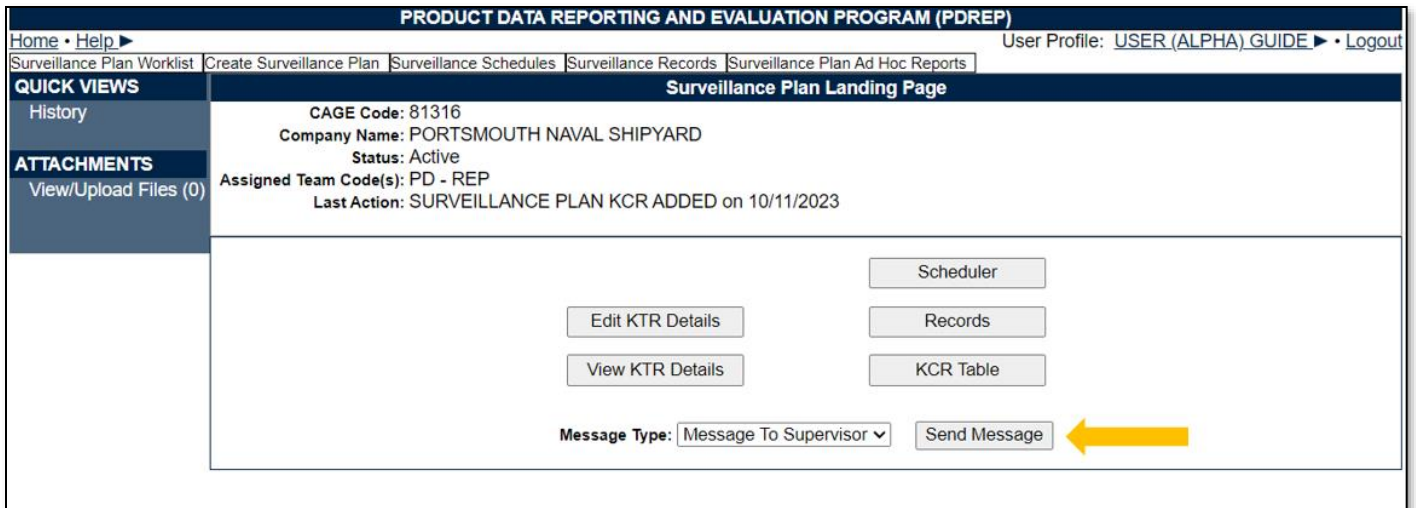 PRODUCT DATA REPORTING AND EVALUATION PROGRAM (PDREP)
Home • Help ▶ User Profile: USER (ALPHA) GUIDE ▶ • Logout
Surveillance Plan Worklist Create Surveillance Plan Surveillance Schedules Surveillance Records Surveillance Plan Ad Hoc Reports
QUICK VIEWS
History
ATTACHMENTS
View/Upload Files (0)
Surveillance Plan Landing Page
CAGE Code: 81316
Company Name: PORTSMOUTH NAVAL SHIPYARD
Status: Active
Assigned Team Code(s): PD - REP
Last Action: SURVEILLANCE PLAN KCR ADDED on 10/11/2023
Scheduler
Edit KTR Details Records
View KTR Details KCR Table
Message Type: Message To Supervisor Send Message